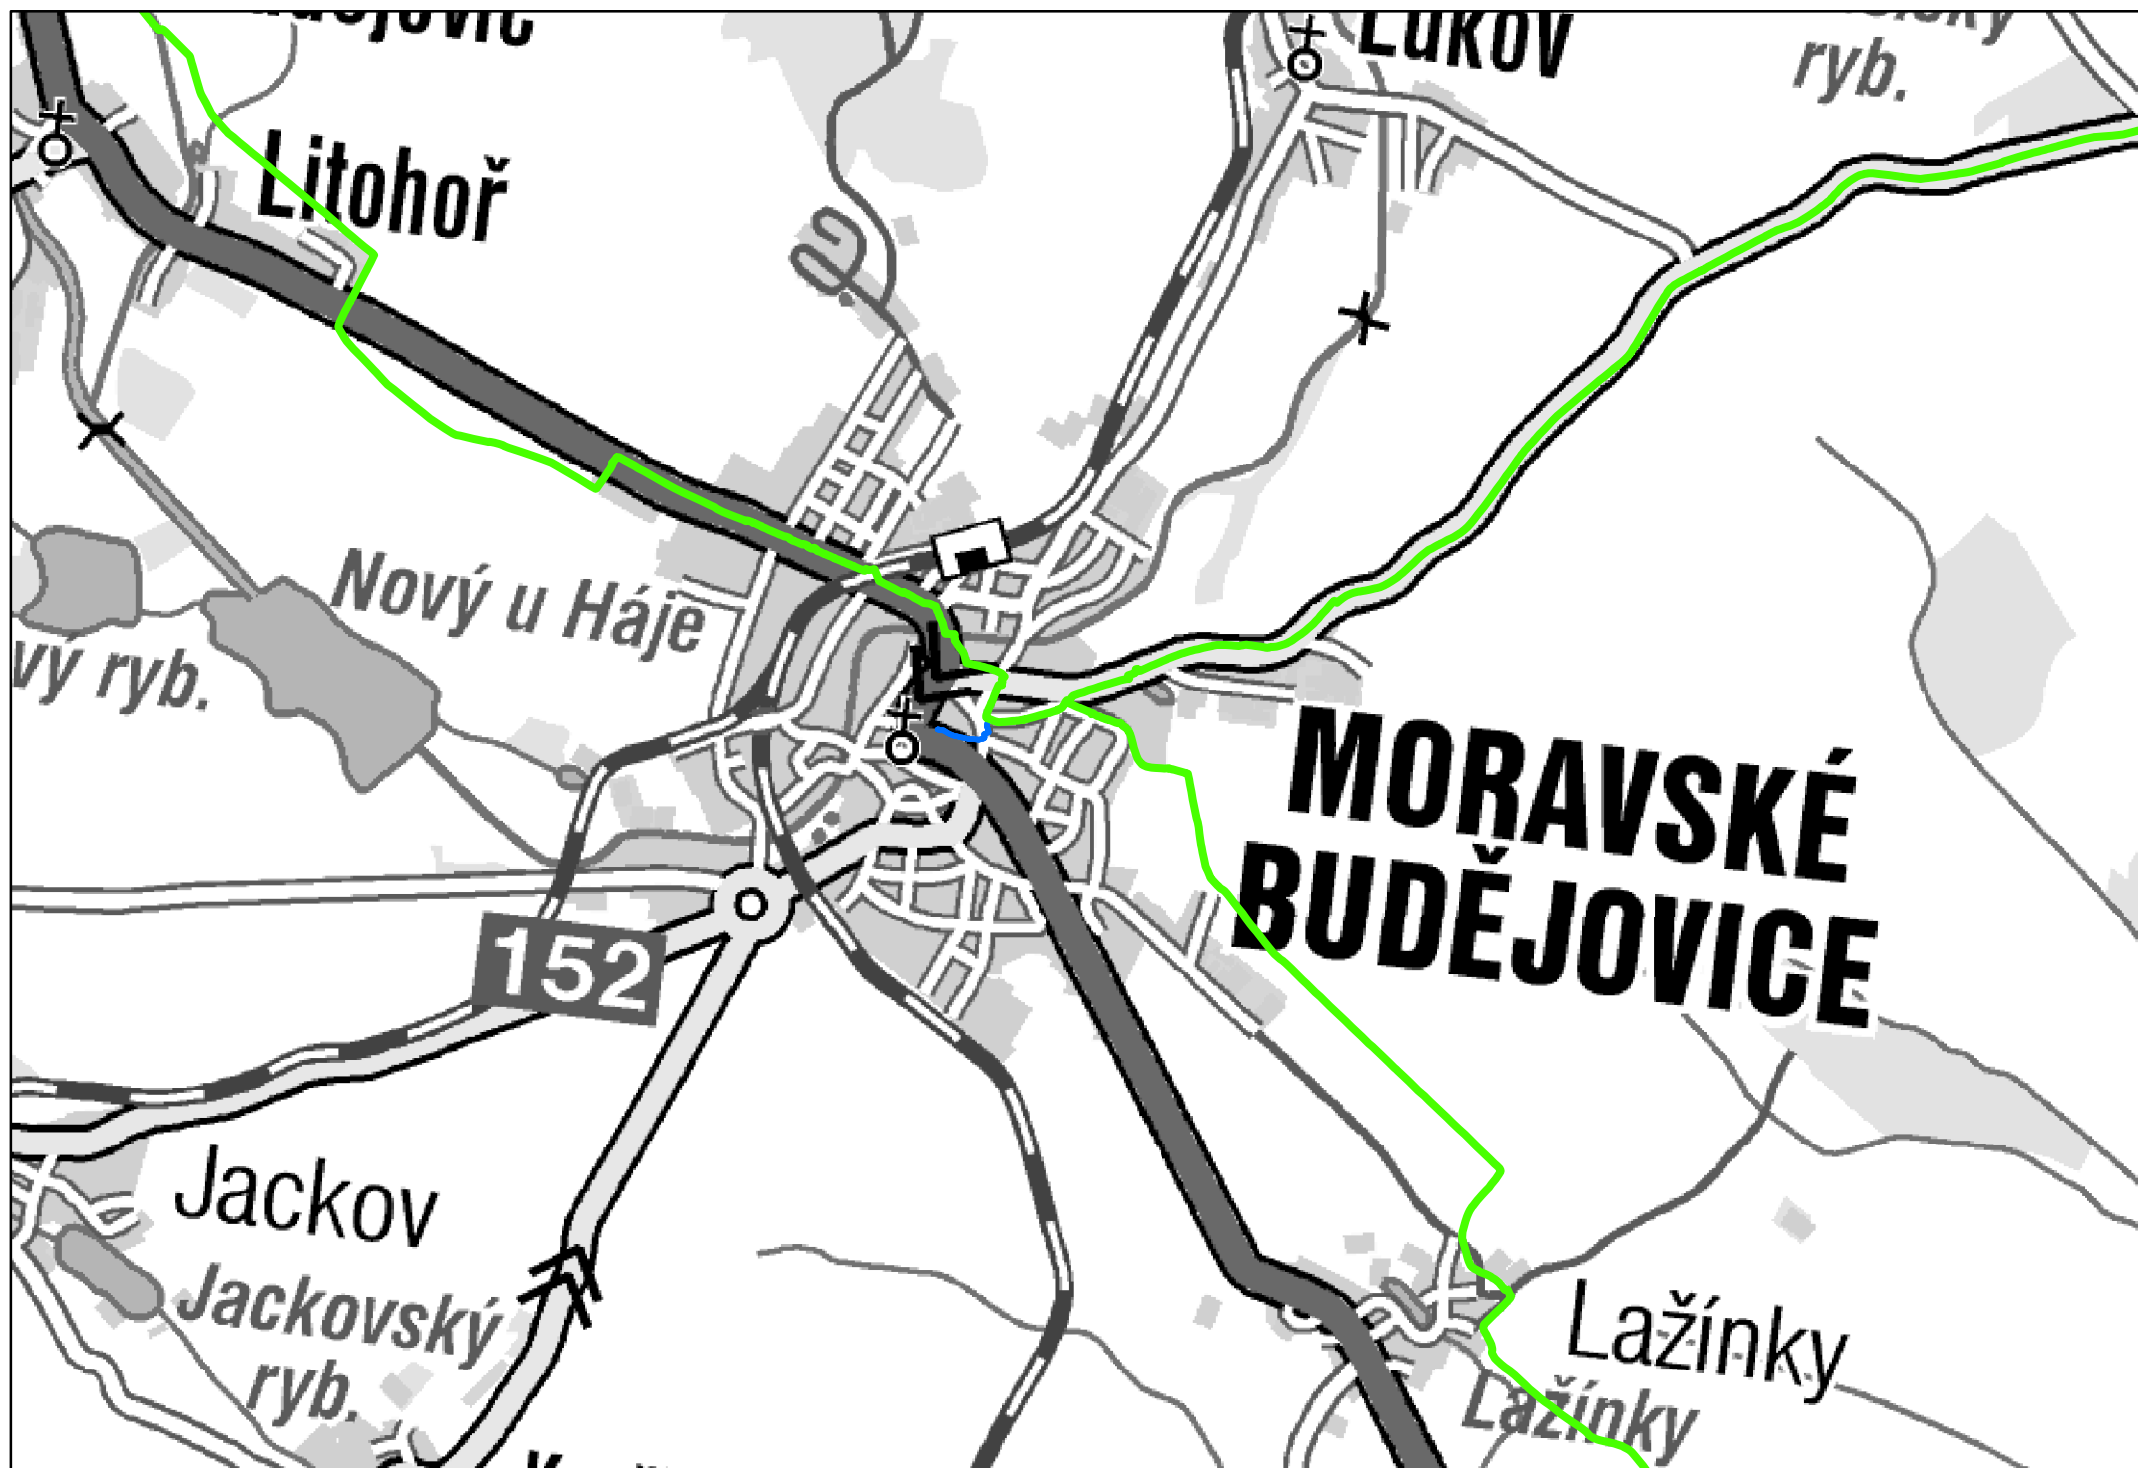 Lukov
ryb.
Litohoř
Nový u Háje
vý ryb.
MORAVSKÉ
BUDĚJOVICE
152
Jackov
Jackovský
ryb.
Lažínky
Lažínky